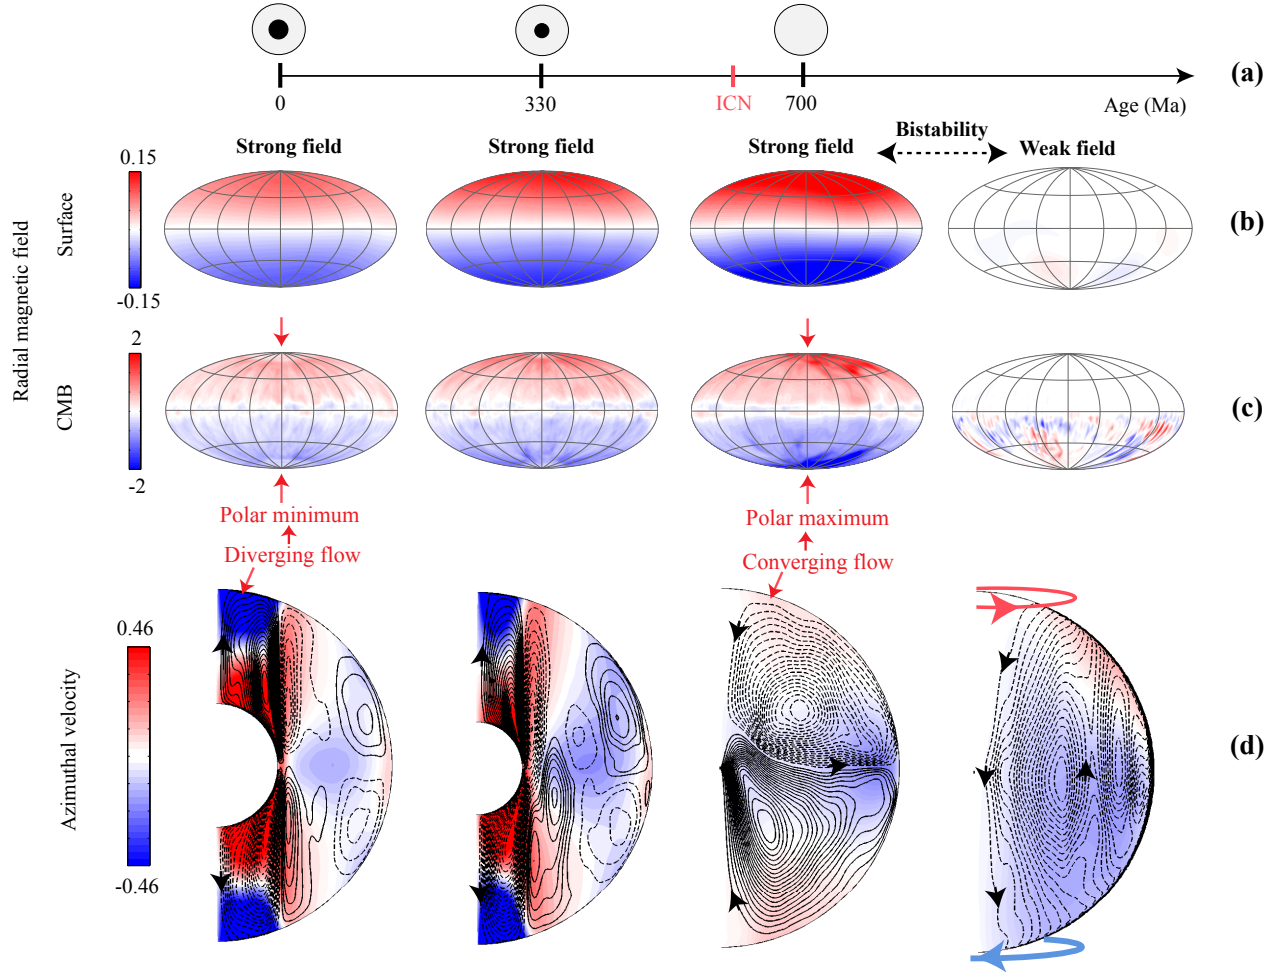 (a)
0
330
ICN
700
Age (Ma)
Strong field
Strong field
Strong field
Bistability
Weak field
Radial magnetic field
Surface
0.15
-0.15
(b)
CMB
2
-2
(c)
Polar minimum
Diverging flow
Polar maximum
Converging flow
Azimuthal velocity
0.46
-0.46
(d)